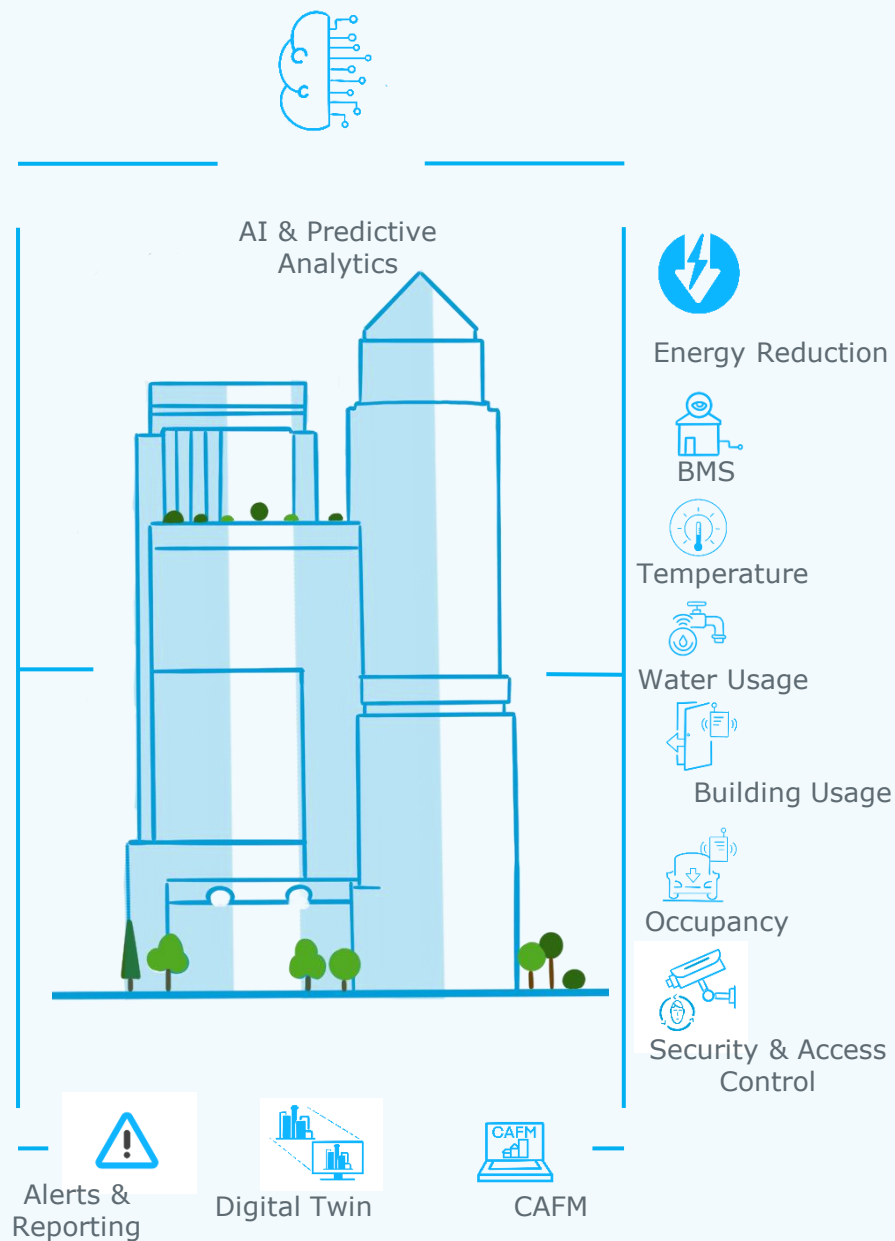 AI & Predictive
Analytics
Energy Reduction
BMS
Temperature
Water Usage
Building Usage
Occupancy
Security & Access
Control
CAFM
Alerts &
Reporting
Digital Twin
CAFM